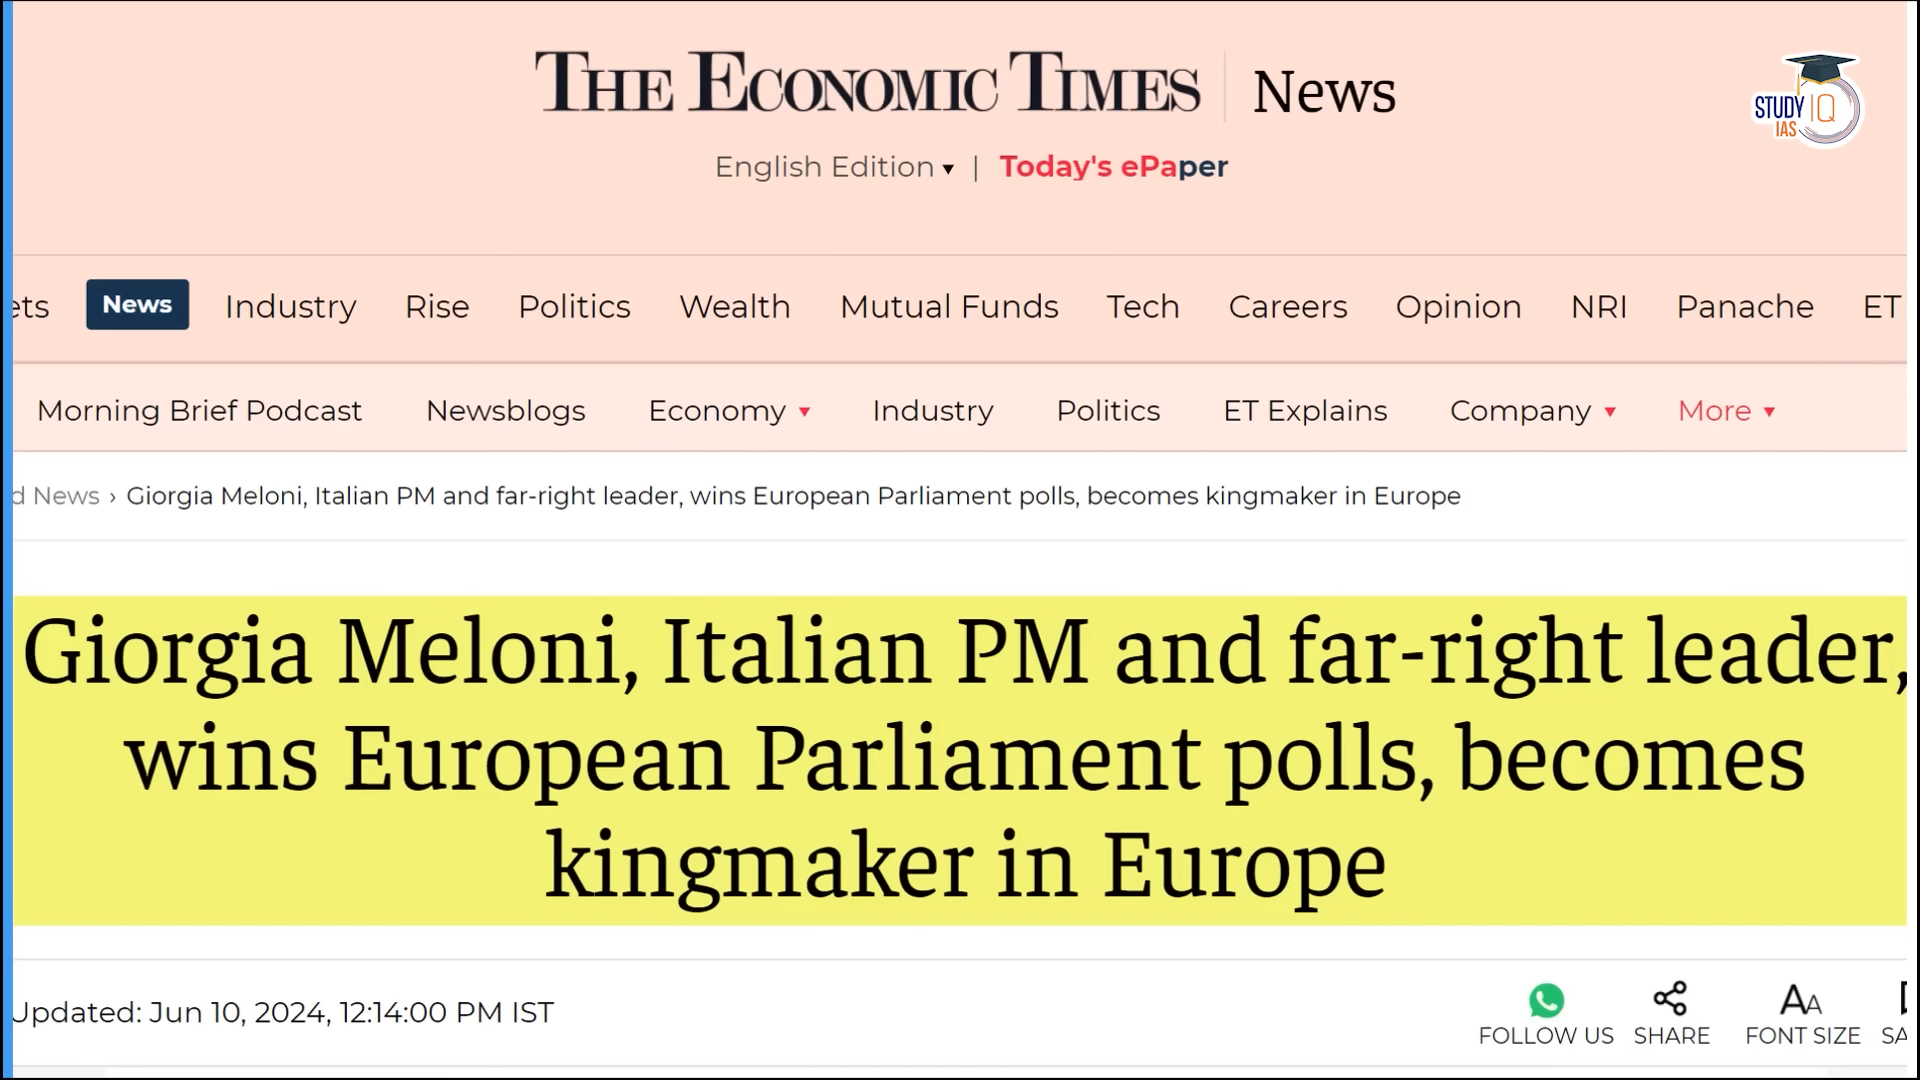 THE ECONOMIC TIMES | News
STUDY IQ
IAS
English Edition ▾ | Today's ePaper
ets News Industry Rise Politics Wealth Mutual Funds Tech Careers Opinion NRI Panache ET
Morning Brief Podcast Newsblogs Economy ▾ Industry Politics ET Explains Company ▾ More ▾
d News › Giorgia Meloni, Italian PM and far-right leader, wins European Parliament polls, becomes kingmaker in Europe
Giorgia Meloni, Italian PM and far-right leader,
wins European Parliament polls, becomes
kingmaker in Europe
Updated: Jun 10, 2024, 12:14:00 PM IST
FOLLOW US SHARE AA FONT SIZE SA